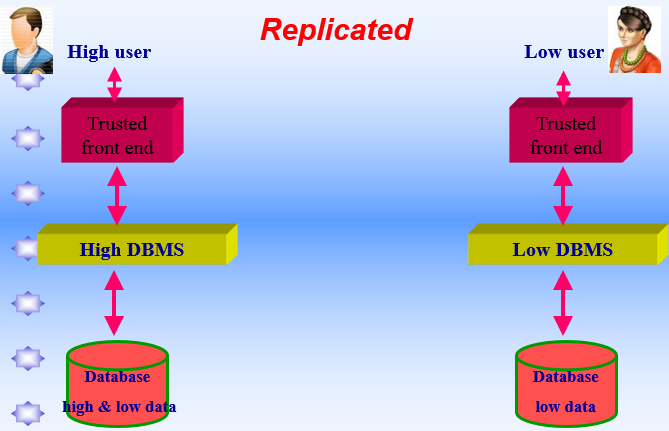 Replicated
High user
Low user
Trusted
front end
Trusted
front end
High DBMS
Low DBMS
Database
high & low data
Database
low data